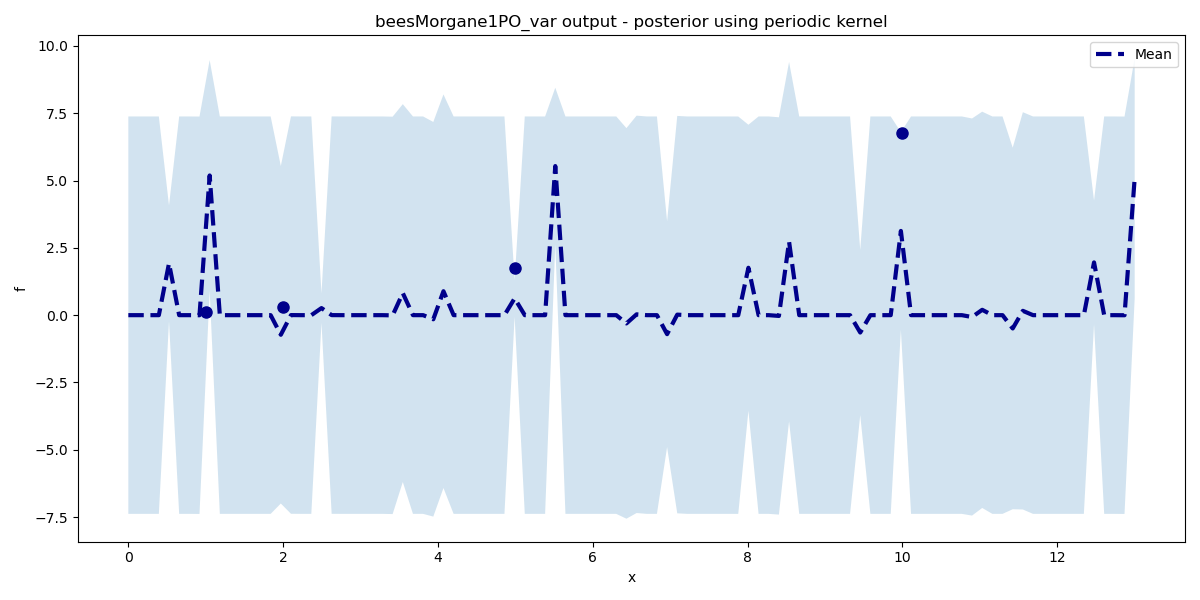 beesMorgane1PO_var output - posterior using periodic kernel
Mean
10.0
7.5
5.0
2.5
0.0
−2.5
−5.0
−7.5
f
0 2 4 6 8 10 12
x